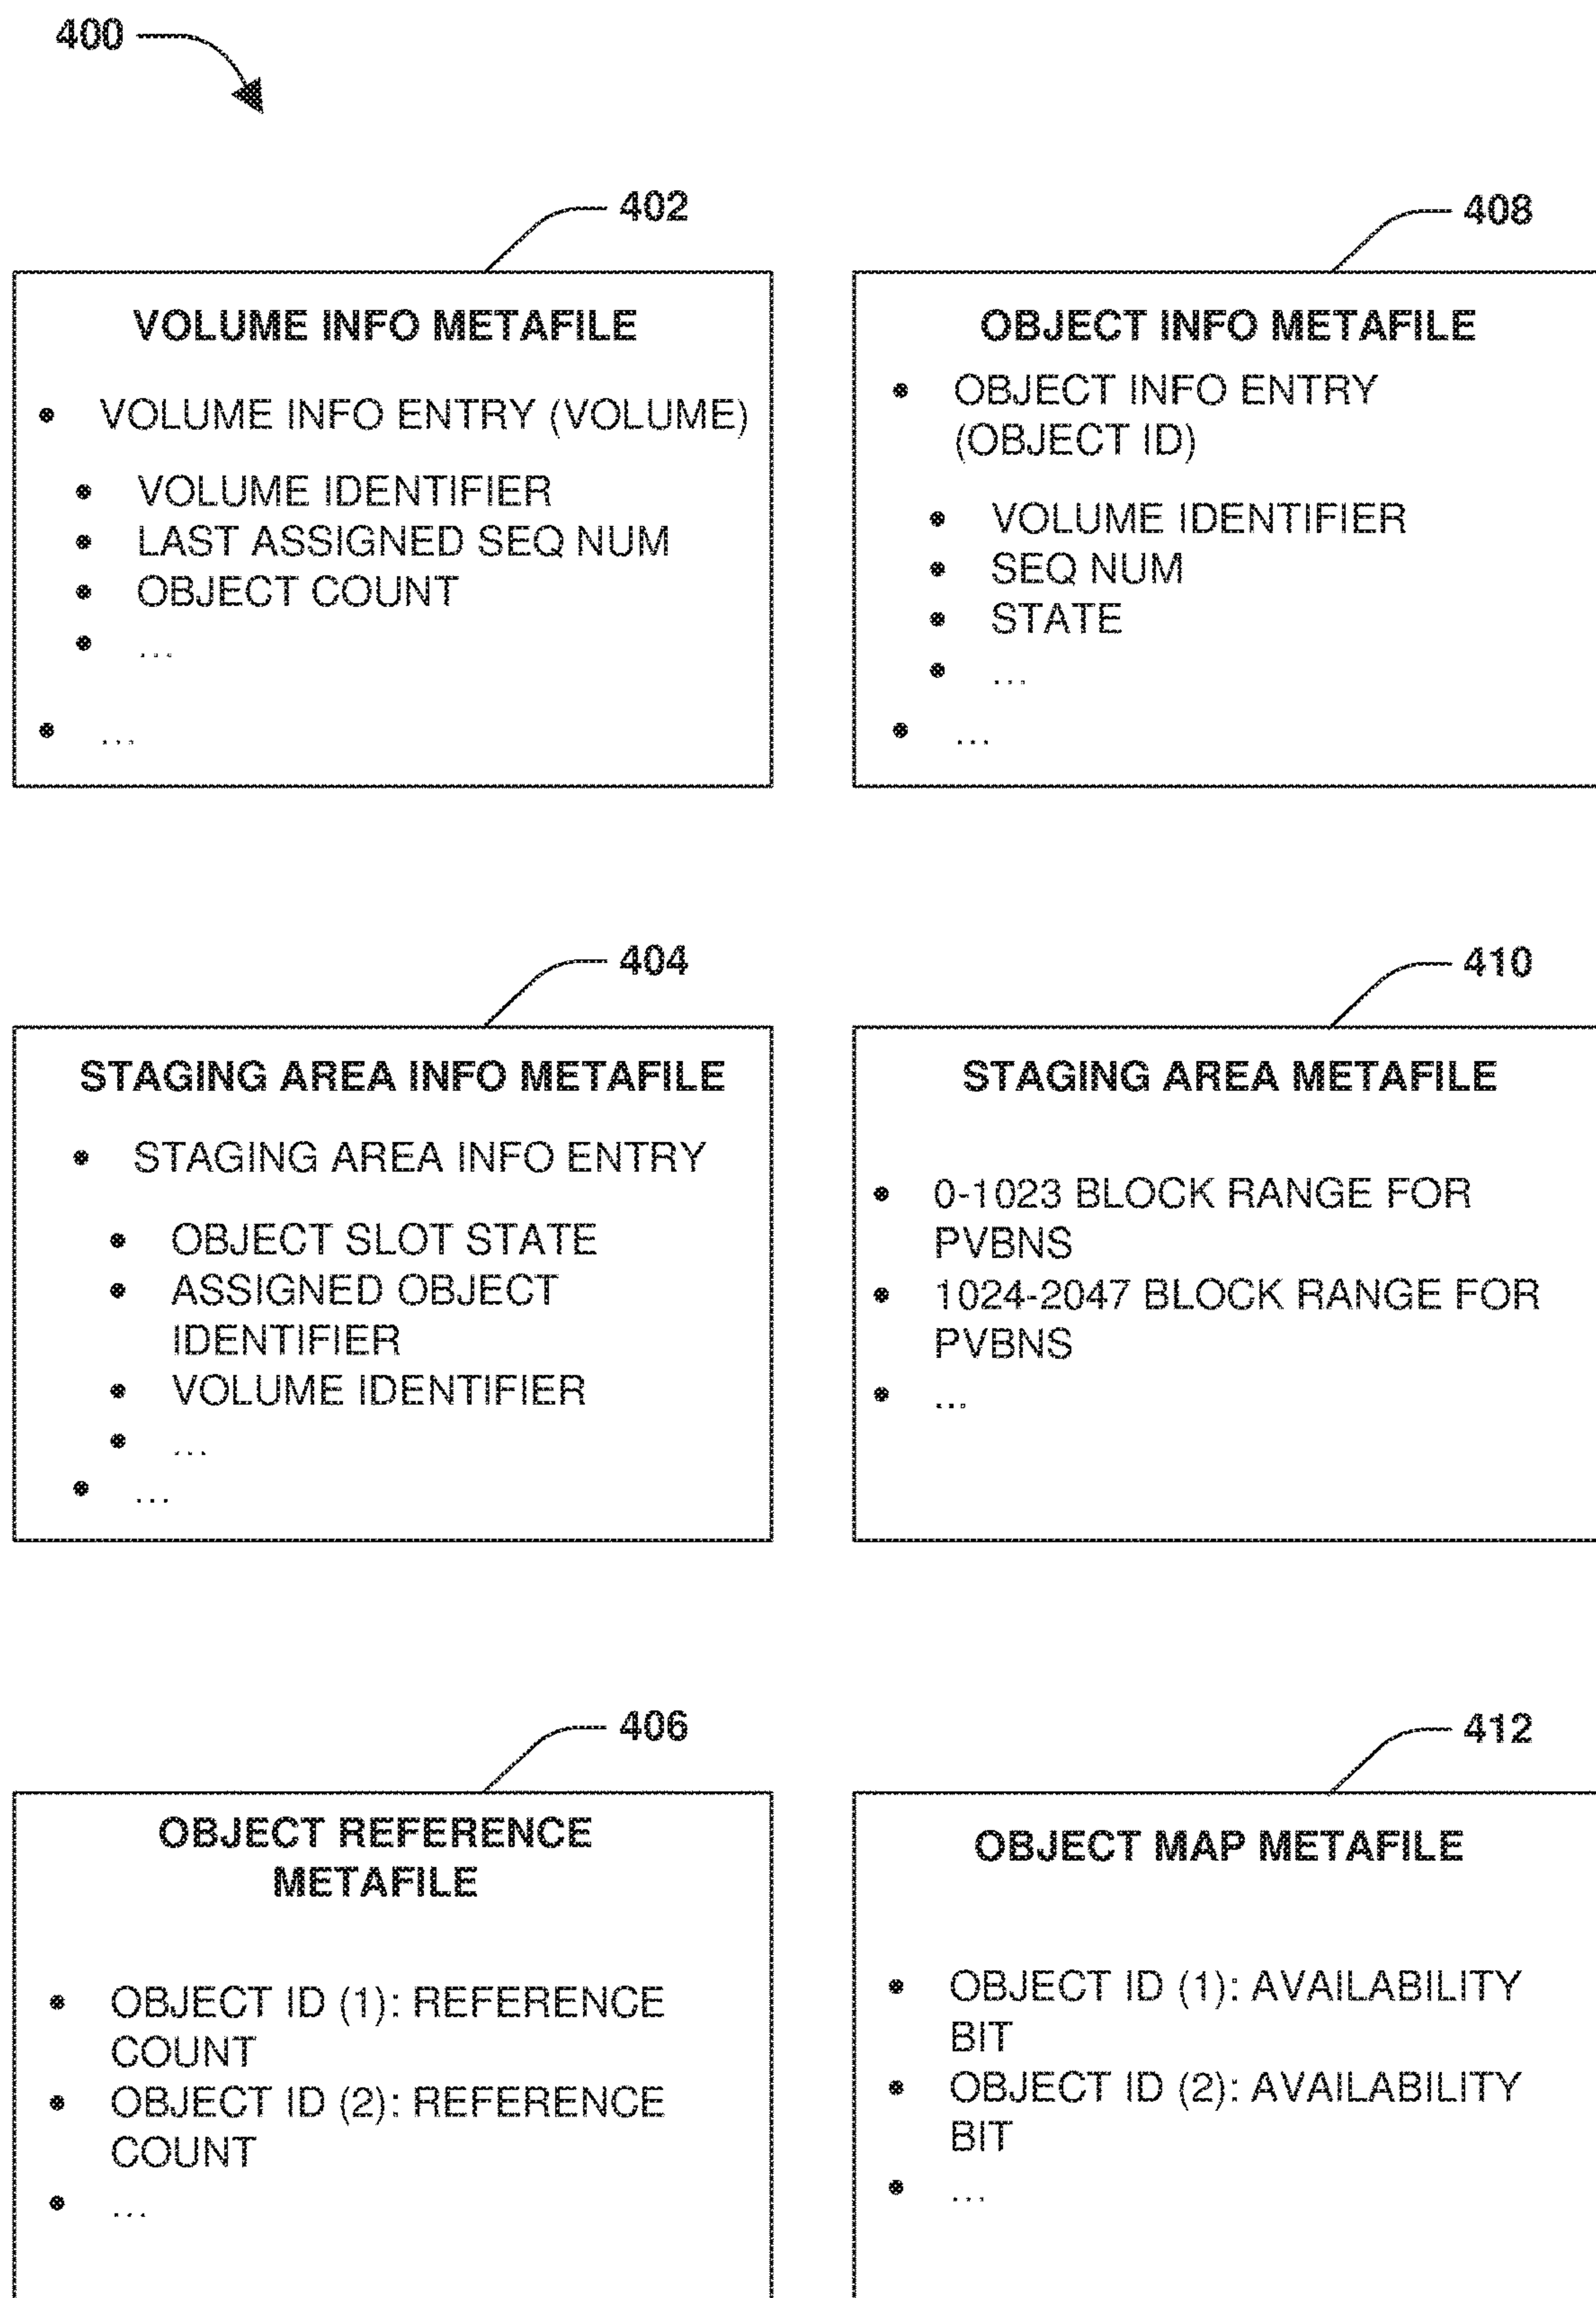 400
402
VOLUME INFO METAFILE
• VOLUME INFO ENTRY (VOLUME)
• VOLUME IDENTIFIER
• LAST ASSIGNED SEQ NUM
• OBJECT COUNT
• ...
• ...
408
OBJECT INFO METAFILE
• OBJECT INFO ENTRY
(OBJECT ID)
• VOLUME IDENTIFIER
• SEQ NUM
• STATE
• ...
• ...
404
STAGING AREA INFO METAFILE
• STAGING AREA INFO ENTRY
• OBJECT SLOT STATE
• ASSIGNED OBJECT
IDENTIFIER
• VOLUME IDENTIFIER
• ...
• ...
410
STAGING AREA METAFILE
• 0-1023 BLOCK RANGE FOR
PVBNS
• 1024-2047 BLOCK RANGE FOR
PVBNS
• ...
406
OBJECT REFERENCE
METAFILE
• OBJECT ID (1): REFERENCE
COUNT
• OBJECT ID (2): REFERENCE
COUNT
• ...
412
OBJECT MAP METAFILE
• OBJECT ID (1): AVAILABILITY
BIT
• OBJECT ID (2): AVAILABILITY
BIT
• ...